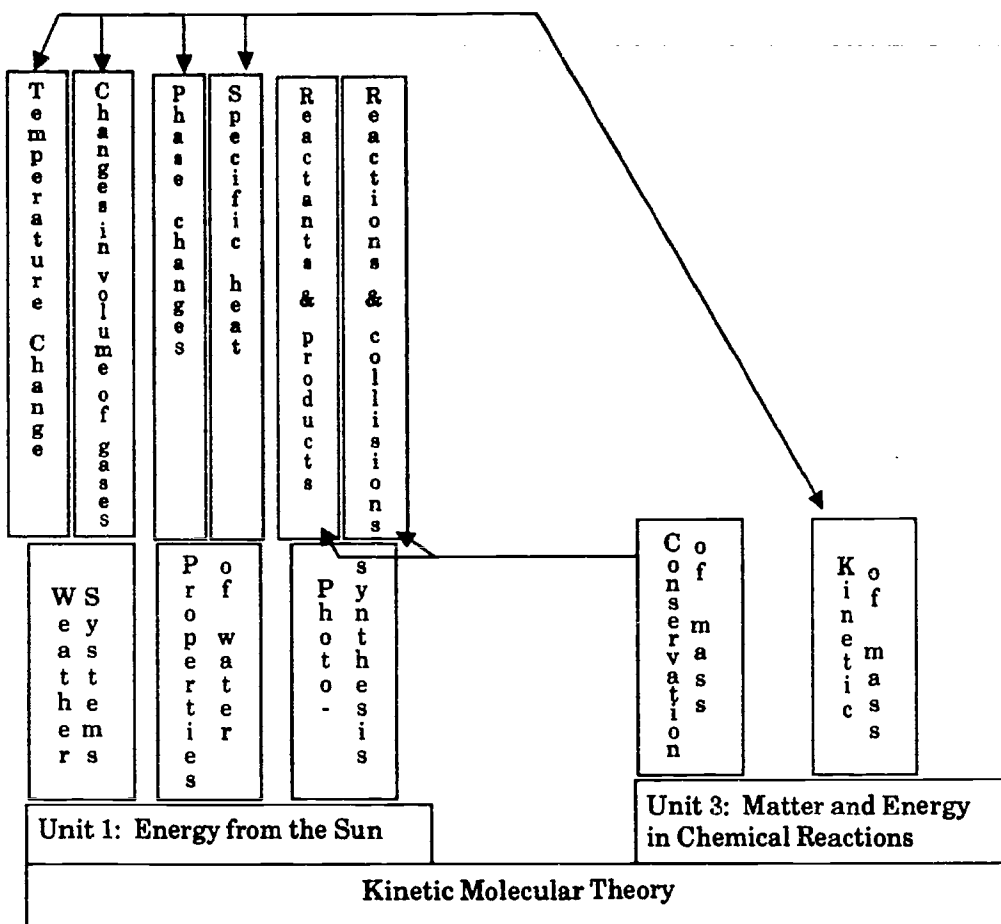 Temperature Change
Changes in volume of gases
Phase changes
Specific heat
Reactants & products
Reactions & collisions
Weather
Systems
Properties
of water
Photo-
synthesis
Conservation
of mass
Kinetic
of mass
Unit 1: Energy from the Sun
Unit 3: Matter and Energy
in Chemical Reactions
Kinetic Molecular Theory